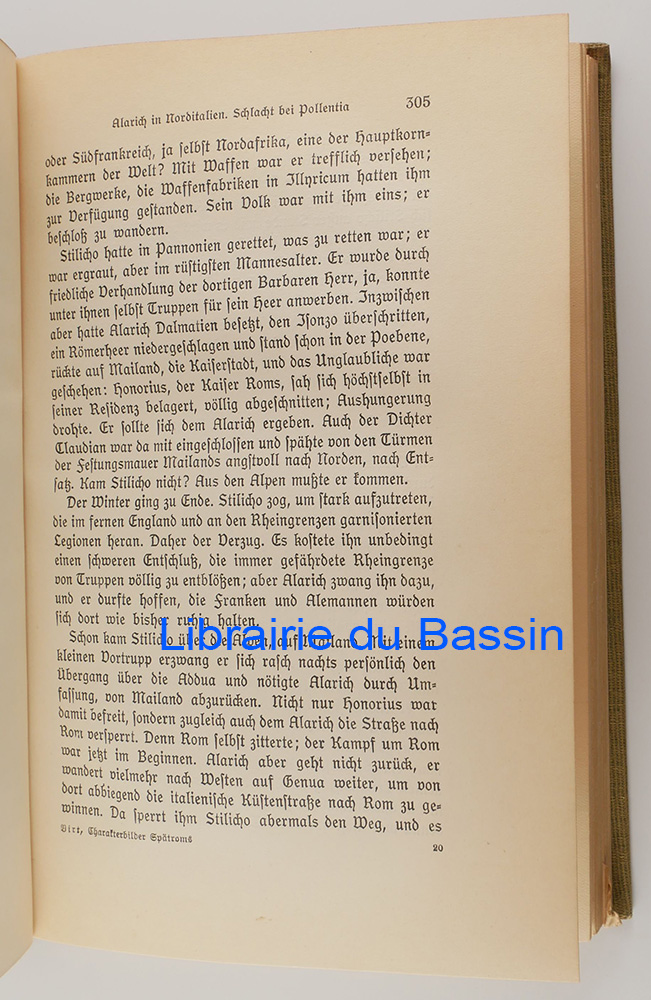 Alarich in Norditalien. Schlacht bei Pollentia 305
oder Südfrankreich, ja selbst Nordafrika, eine der Hauptkorn-
kammern der Welt? Mit Waffen war er trefflich versehen;
die Bergwerke, die Waffenfabriken in Illyricum hatten ihm
zur Verfügung gestanden. Sein Volk war mit ihm eins; er
beschloß zu wandern.
Stilicho hatte in Pannonien gerettet, was zu retten war; er
war ergraut, aber im rüstigsten Mannesalter. Er wurde durch
friedliche Verhandlung der dortigen Barbaren Herr, ja, konnte
unter ihnen selbst Truppen für sein Heer anwerben. Inzwischen
aber hatte Alarich Dalmatien besetzt, den Isonzo überschritten,
ein Römerheer niedergeschlagen und stand schon in der Poebene,
rückte auf Mailand, die Kaiserstadt, und das Unglaubliche war
geschehen: Honorius, der Kaiser Roms, sah sich höchstselbst in
seiner Residenz belagert, völlig abgeschnitten; Aushungerung
drohte. Er sollte sich dem Alarich ergeben. Auch der Dichter
Claudian war da mit eingeschlossen und spähte von den Türmen
der Festungsmauer Mailands angstvoll nach Norden, nach Ent-
satz. Kam Stilicho nicht? Aus den Alpen mußte er kommen.
Der Winter ging zu Ende. Stilicho zog, um stark aufzutreten,
die im fernen England und an den Rheingrenzen garnisonierten
Legionen heran. Daher der Verzug. Es kostete ihn unbedingt
einen schweren Entschluß, die immer gefährdete Rheingrenze
von Truppen völlig zu entblößen; aber Alarich zwang ihn dazu,
und er durfte hoffen, die Franken und Alemannen würden
sich dort wie bisher ruhig halten.
Librairie du Bassin
Schon kam Stilicho über die Alpen, auf Mailand. Mit einem
kleinen Vortrupp erzwang er sich rasch nachts persönlich den
Übergang über die Addua und nötigte Alarich durch Um-
fassung, von Mailand abzurücken. Nicht nur Honorius war
damit befreit, sondern zugleich auch dem Alarich die Straße nach
Rom versperrt. Denn Rom selbst zitterte; der Kampf um Rom
war jetzt im Beginnen. Alarich aber geht nicht zurück, er
wandert vielmehr nach Westen auf Genua weiter, um von
dort abbiegend die italienische Küstenstraße nach Rom zu ge-
winnen. Da sperrt ihm Stilicho abermals den Weg, und es
Birt, Charakterbilder Spätroms 20